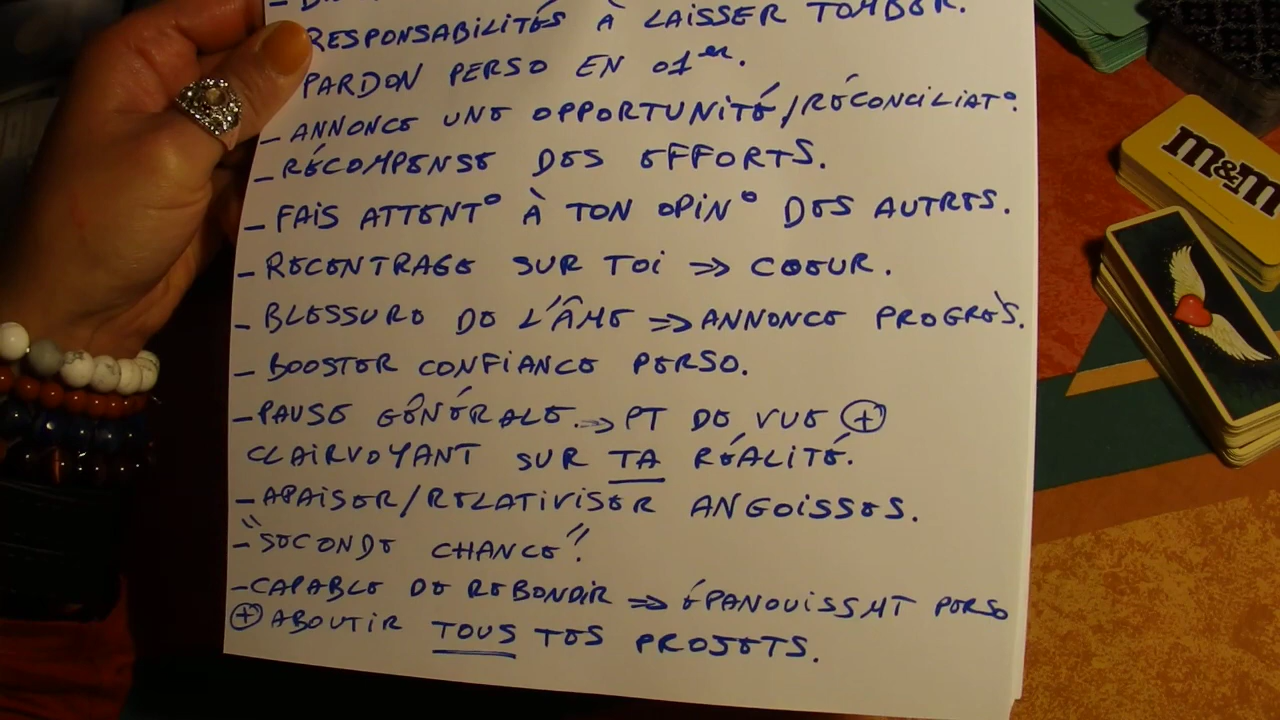 RESPONSABILITÉS À LAISSER TOMBER.
PARDON PERSO EN 01er.
- ANNONCE UNE OPPORTUNITÉ/RÉCONCILIAT°.
- RÉCOMPENSE DES EFFORTS.
- FAIS ATTENT° À TON OPIN° DES AUTRES.
- RECENTRAGE SUR TOI => COEUR.
- BLESSURE DE L'ÂME => ANNONCE PROGRÈS.
- BOOSTER CONFIANCE PERSO.
- PAUSE GÉNÉRALE. => PT DE VUE ⊕
CLAIRVOYANT SUR TA RÉALITÉ.
- APAISER/RELATIVISER ANGOISSES.
- "SECONDE CHANCE"!
- CAPABLE DE REBONDIR => ÉPANOUISSMT PERSO
⊕ ABOUTIR TOUS TES PROJETS.
m&m